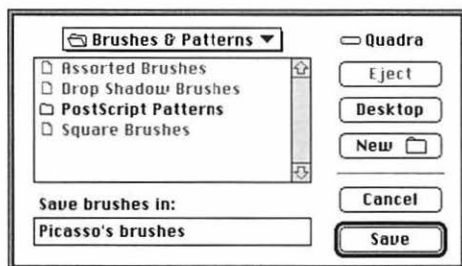 Brushes & Patterns
Assorted Brushes
Drop Shadow Brushes
PostScript Patterns
Square Brushes
Save brushes in:
Picasso's brushes
Quadra
Eject
Desktop
New
Cancel
Save